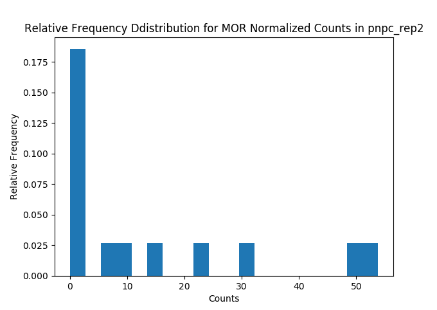 Relative Frequency Ddistribution for MOR Normalized Counts in pnpc_rep2
0.175
0.150
0.125
0.100
0.075
0.050
0.025
0.000
Relative Frequency
0 10 20 30 40 50
Counts